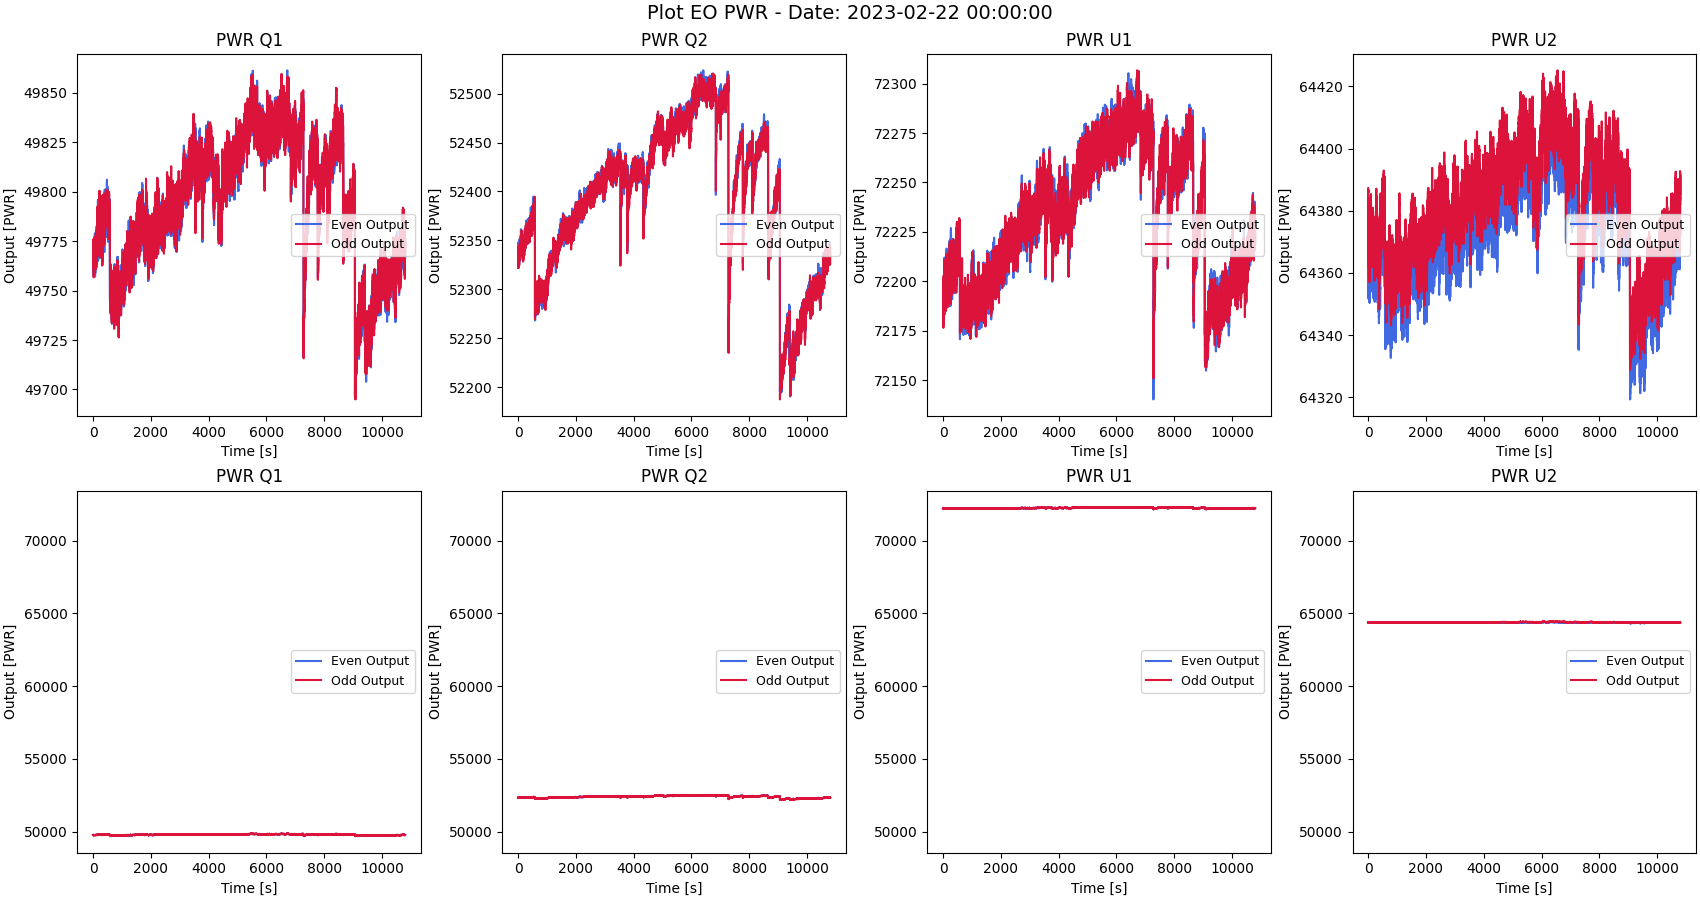 Plot EO PWR - Date: 2023-02-22 00:00:00
PWR Q1
PWR Q2
PWR U1
PWR U2
Output [PWR]
49850
49825
49800
49775
49750
49725
49700
Even Output
Odd Output
0 2000 4000 6000 8000 10000
Time [s]
Output [PWR]
52500
52450
52400
52350
52300
52250
52200
Even Output
Odd Output
0 2000 4000 6000 8000 10000
Time [s]
Output [PWR]
72300
72275
72250
72225
72200
72175
72150
Even Output
Odd Output
0 2000 4000 6000 8000 10000
Time [s]
Output [PWR]
64420
64400
64380
64360
64340
64320
Even Output
Odd Output
0 2000 4000 6000 8000 10000
Time [s]
PWR Q1
PWR Q2
PWR U1
PWR U2
Output [PWR]
70000
65000
60000
55000
50000
Even Output
Odd Output
0 2000 4000 6000 8000 10000
Time [s]
Output [PWR]
70000
65000
60000
55000
50000
Even Output
Odd Output
0 2000 4000 6000 8000 10000
Time [s]
Output [PWR]
70000
65000
60000
55000
50000
Even Output
Odd Output
0 2000 4000 6000 8000 10000
Time [s]
Output [PWR]
70000
65000
60000
55000
50000
Even Output
Odd Output
0 2000 4000 6000 8000 10000
Time [s]